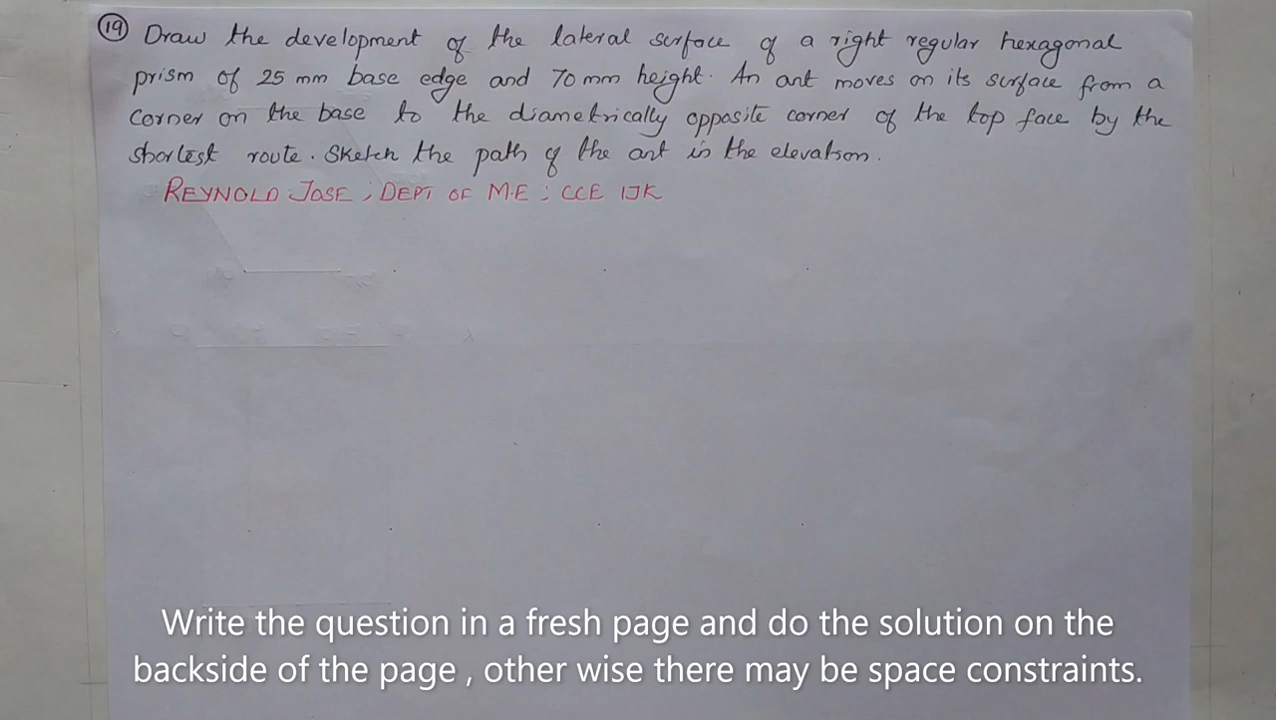 19 Draw the development of the lateral surface of a right regular hexagonal
prism of 25 mm base edge and 70 mm height. An ant moves on its surface from a
corner on the base to the diametrically opposite corner of the top face by the
shortest route. Sketch the path of the ant in the elevation.
REYNOLD JOSE ; DEPT OF M.E ; CCE IJK
Write the question in a fresh page and do the solution on the
backside of the page , other wise there may be space constraints.